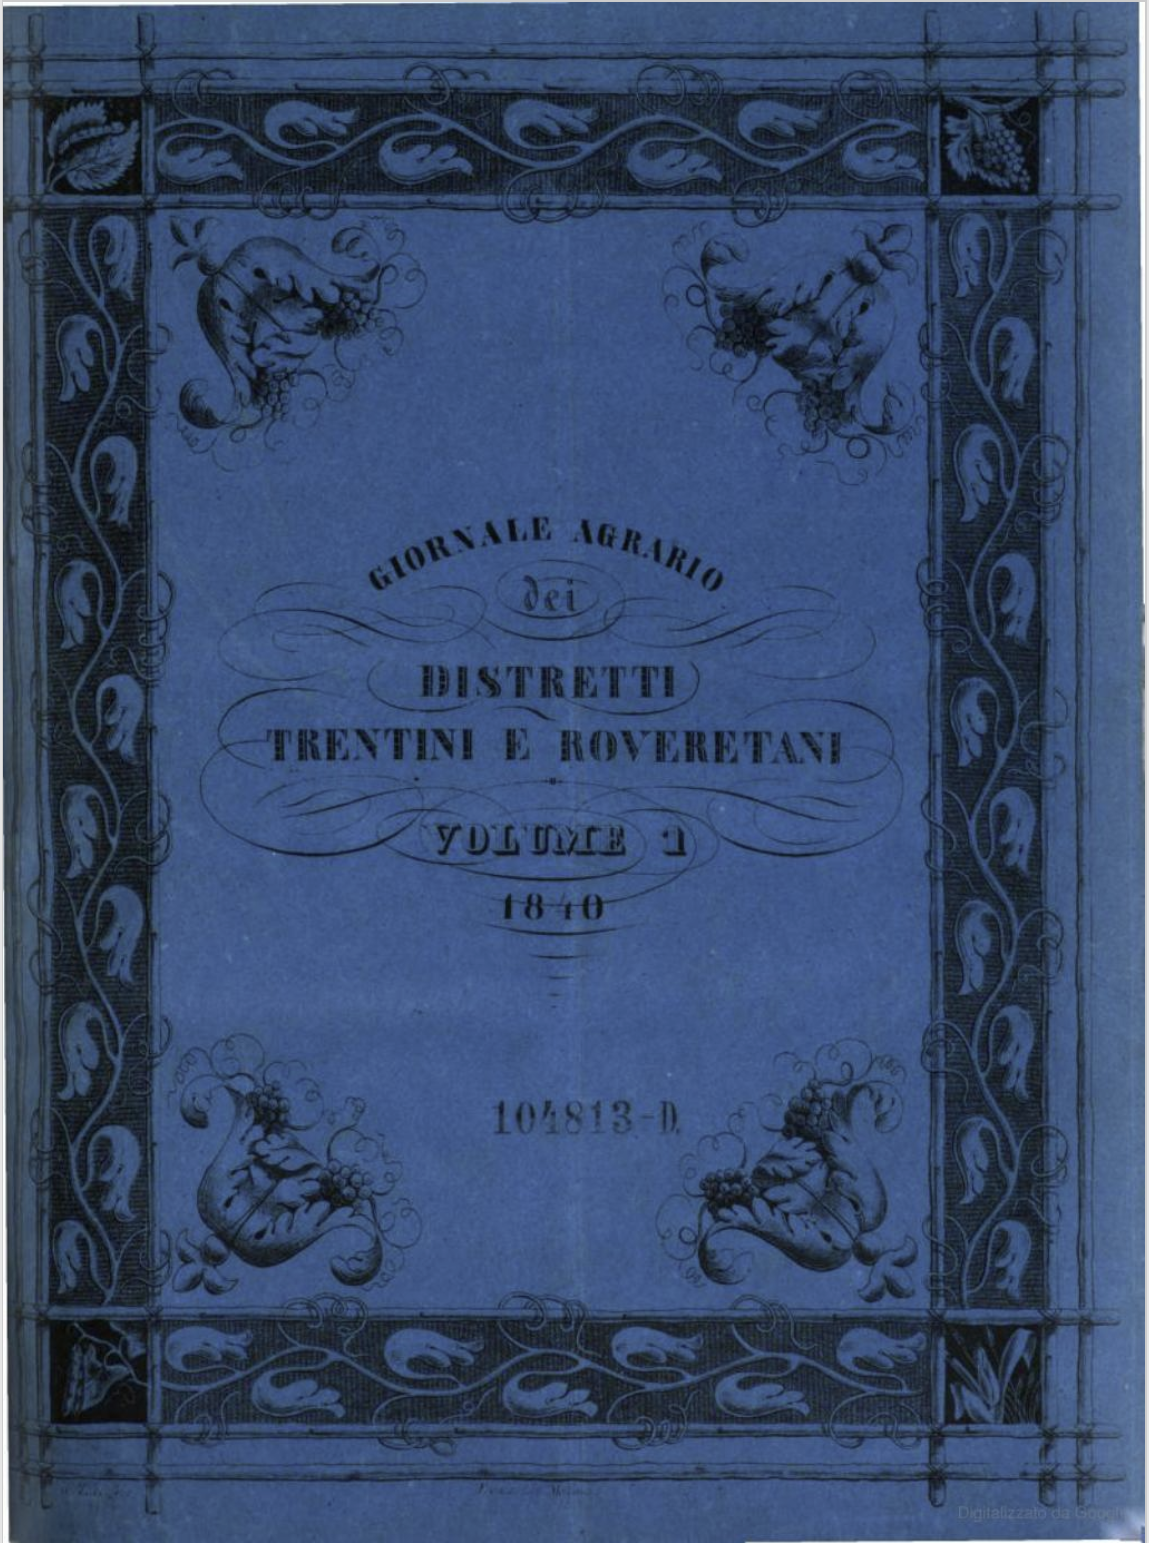 GIORNALE AGRARIO
dei
DISTRETTI
TRENTINI E ROVERETANI
VOLUME 1
1840
104813-D.
Digitalizzato da Google